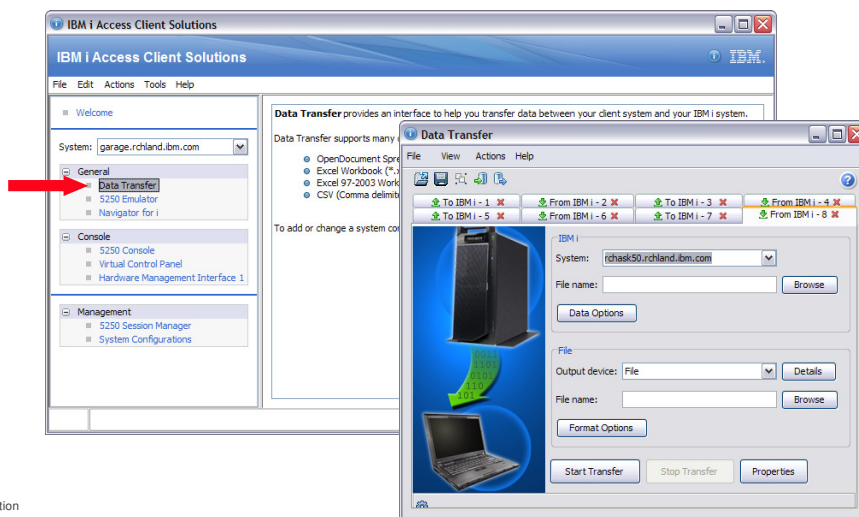 IBM i Access Client Solutions
IBM i Access Client Solutions
IBM.
File Edit Actions Tools Help
Welcome
System: garage.rchland.ibm.com
General
Data Transfer
5250 Emulator
Navigator for i
Console
5250 Console
Virtual Control Panel
Hardware Management Interface 1
Management
5250 Session Manager
System Configurations
Data Transfer provides an interface to help you transfer data between your client system and your IBM i system.
Data Transfer supports many
OpenDocument Spre
Excel Workbook (*.x
Excel 97-2003 Work
CSV (Comma delimit
To add or change a system co
Data Transfer
File View Actions Help
To IBM i - 1 From IBM i - 2 To IBM i - 3 From IBM i - 4
To IBM i - 5 From IBM i - 6 To IBM i - 7 From IBM i - 8
IBM i
System: rchask50.rchland.ibm.com
File name: Browse
Data Options
File
Output device: File Details
File name: Browse
Format Options
Start Transfer Stop Transfer Properties
0011
1101
0101
110
101
tion